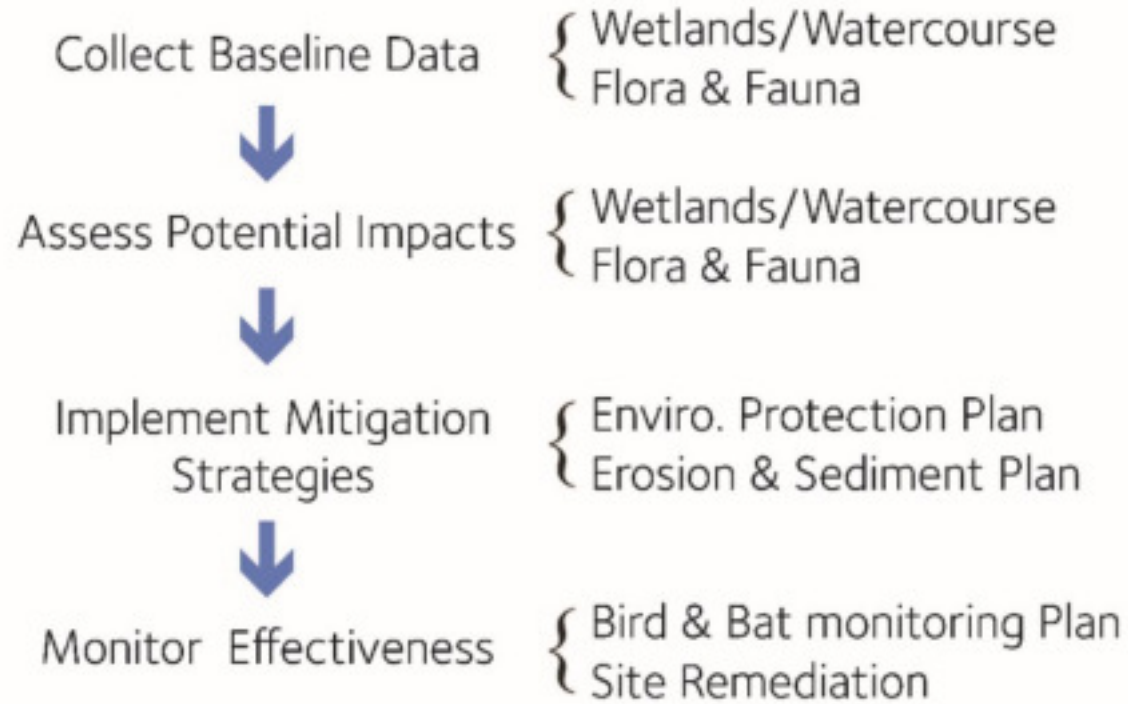 Collect Baseline Data
Wetlands/Watercourse
Flora & Fauna
Assess Potential Impacts
Wetlands/Watercourse
Flora & Fauna
Implement Mitigation
Strategies
Enviro. Protection Plan
Erosion & Sediment Plan
Monitor Effectiveness
Bird & Bat monitoring Plan
Site Remediation